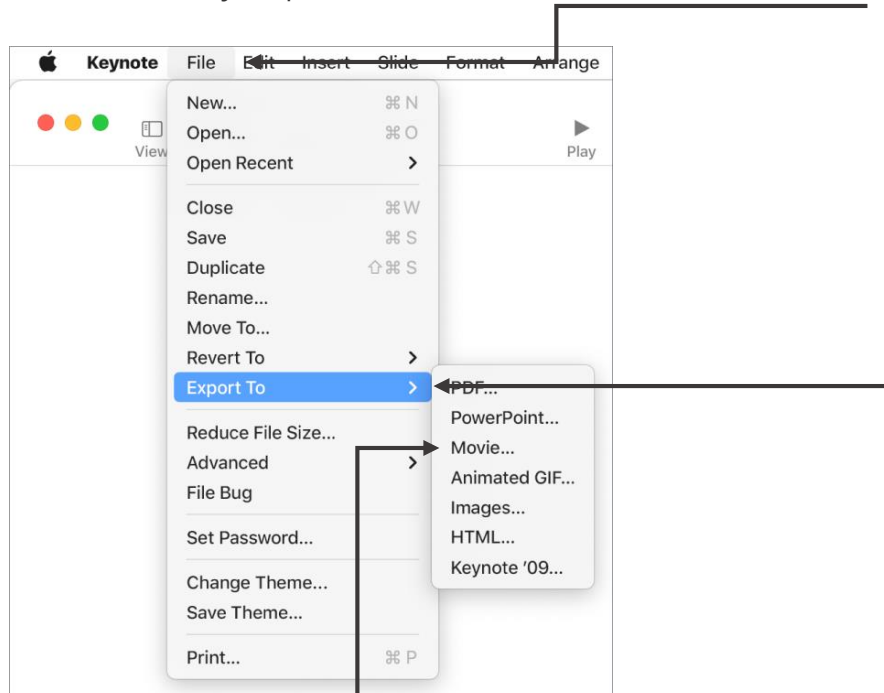 Keynote File Edit Insert Slide Format Arrange
View
Play
New... ⌘ N
Open... ⌘ O
Open Recent >
Close ⌘ W
Save ⌘ S
Duplicate ⇧ ⌘ S
Rename...
Move To...
Revert To >
Export To >
PDF...
PowerPoint...
Movie...
Animated GIF...
Images...
HTML...
Keynote '09...
Reduce File Size...
Advanced >
File Bug
Set Password...
Change Theme...
Save Theme...
Print... ⌘ P